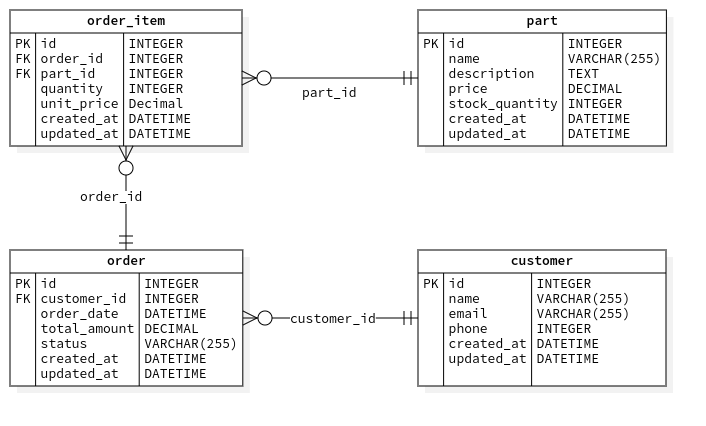 order_item
PK id INTEGER
FK order_id INTEGER
FK part_id INTEGER
quantity INTEGER
unit_price Decimal
created_at DATETIME
updated_at DATETIME
part_id
part
PK id INTEGER
name VARCHAR(255)
description TEXT
price DECIMAL
stock_quantity INTEGER
created_at DATETIME
updated_at DATETIME
order_id
order
PK id INTEGER
FK customer_id INTEGER
order_date DATETIME
total_amount DECIMAL
status VARCHAR(255)
created_at DATETIME
updated_at DATETIME
customer_id
customer
PK id INTEGER
name VARCHAR(255)
email VARCHAR(255)
phone INTEGER
created_at DATETIME
updated_at DATETIME